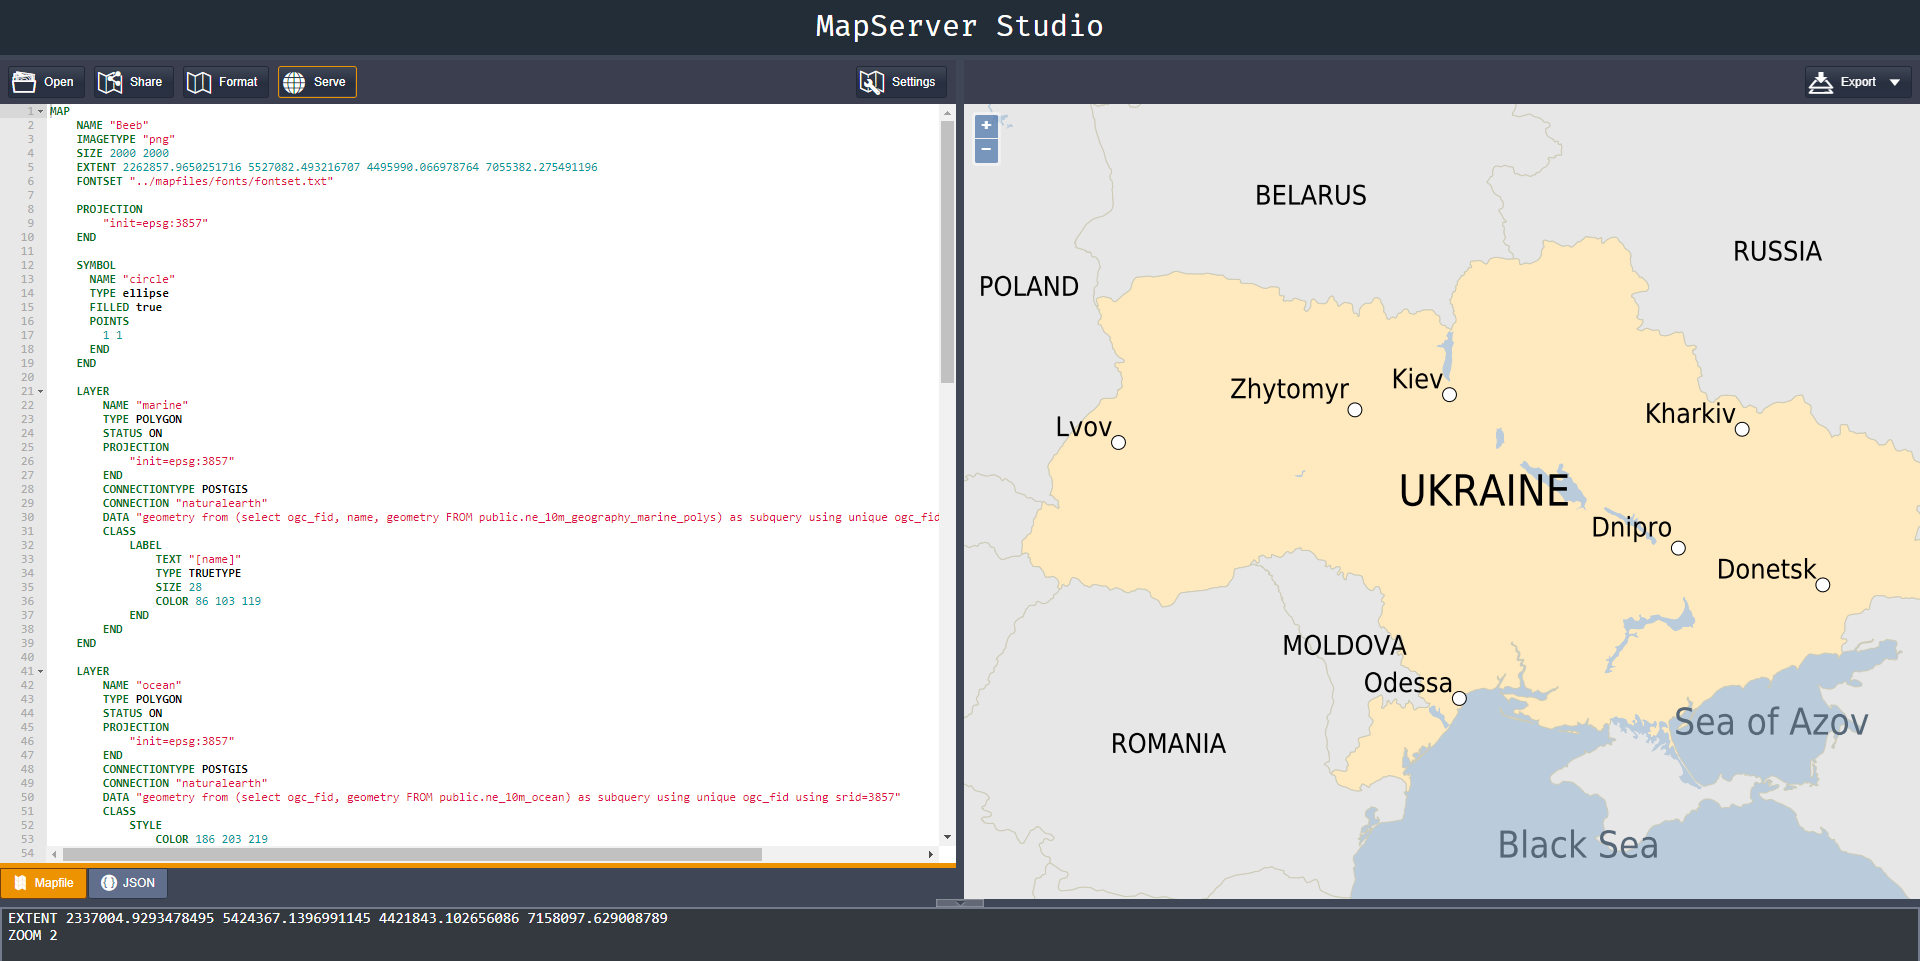 MapServer Studio
Open
Share
Format
Serve
Settings
Export
1 MAP
2 NAME "Beeb"
3 IMAGETYPE "png"
4 SIZE 2000 2000
5 EXTENT 2262857.9650251716 5527082.493216707 4495990.066978764 7055382.275491196
6 FONTSET "../mapfiles/fonts/fontset.txt"
7
8 PROJECTION
9 "init=epsg:3857"
10 END
11
12 SYMBOL
13 NAME "circle"
14 TYPE ellipse
15 FILLED true
16 POINTS
17 1 1
18 END
19 END
20
21 LAYER
22 NAME "marine"
23 TYPE POLYGON
24 STATUS ON
25 PROJECTION
26 "init=epsg:3857"
27 END
28 CONNECTIONTYPE POSTGIS
29 CONNECTION "naturalearth"
30 DATA "geometry from (select ogc_fid, name, geometry FROM public.ne_10m_geography_marine_polys) as subquery using unique ogc_fid
31 CLASS
32 LABEL
33 TEXT "[name]"
34 TYPE TRUETYPE
35 SIZE 28
36 COLOR 86 103 119
37 END
38 END
39 END
40
41 LAYER
42 NAME "ocean"
43 TYPE POLYGON
44 STATUS ON
45 PROJECTION
46 "init=epsg:3857"
47 END
48 CONNECTIONTYPE POSTGIS
49 CONNECTION "naturalearth"
50 DATA "geometry from (select ogc_fid, geometry FROM public.ne_10m_ocean) as subquery using unique ogc_fid using srid=3857"
51 CLASS
52 STYLE
53 COLOR 186 203 219
54
Mapfile
JSON
EXTENT 2337004.9293478495 5424367.1396991145 4421843.102656086 7158097.629008789
ZOOM 2
+
−
BELARUS
RUSSIA
POLAND
Kiev
Zhytomyr
Kharkiv
Lvov
UKRAINE
Dnipro
Donetsk
MOLDOVA
Odessa
Sea of Azov
ROMANIA
Black Sea